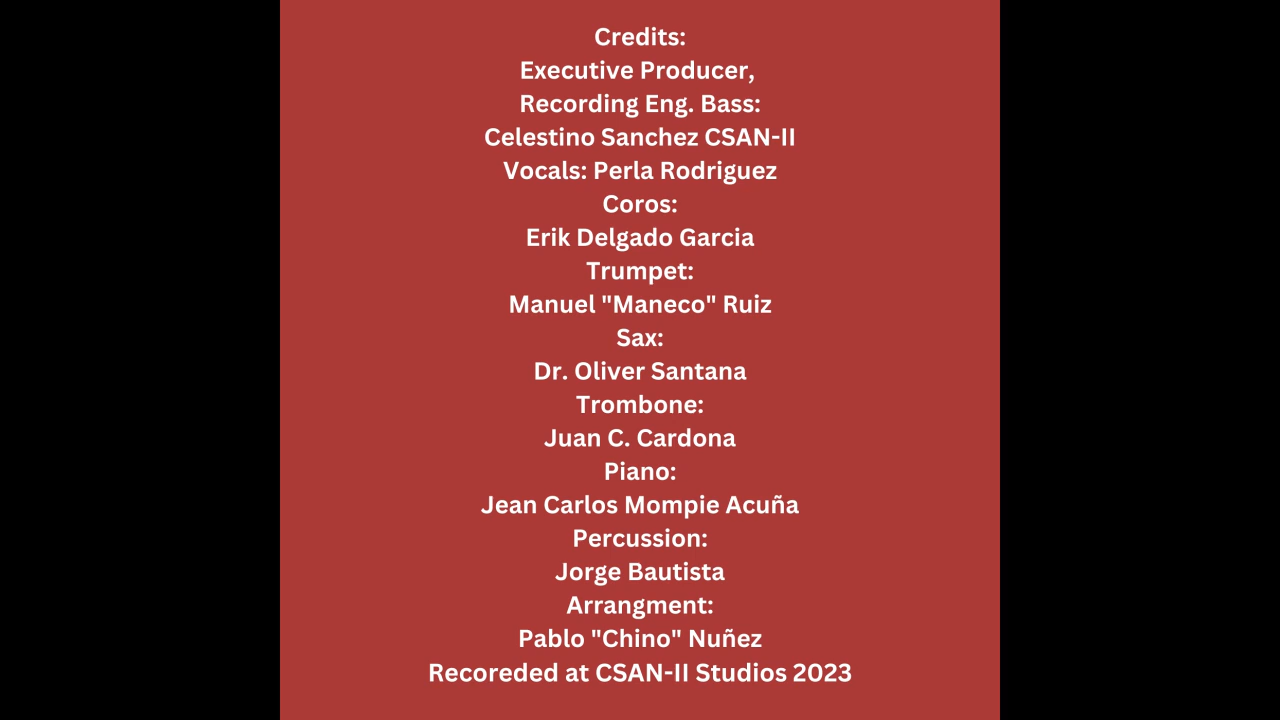 Credits:
Executive Producer,
Recording Eng. Bass:
Celestino Sanchez CSAN-II
Vocals: Perla Rodriguez
Coros:
Erik Delgado Garcia
Trumpet:
Manuel "Maneco" Ruiz
Sax:
Dr. Oliver Santana
Trombone:
Juan C. Cardona
Piano:
Jean Carlos Mompie Acuña
Percussion:
Jorge Bautista
Arrangment:
Pablo "Chino" Nuñez
Recoreded at CSAN-II Studios 2023